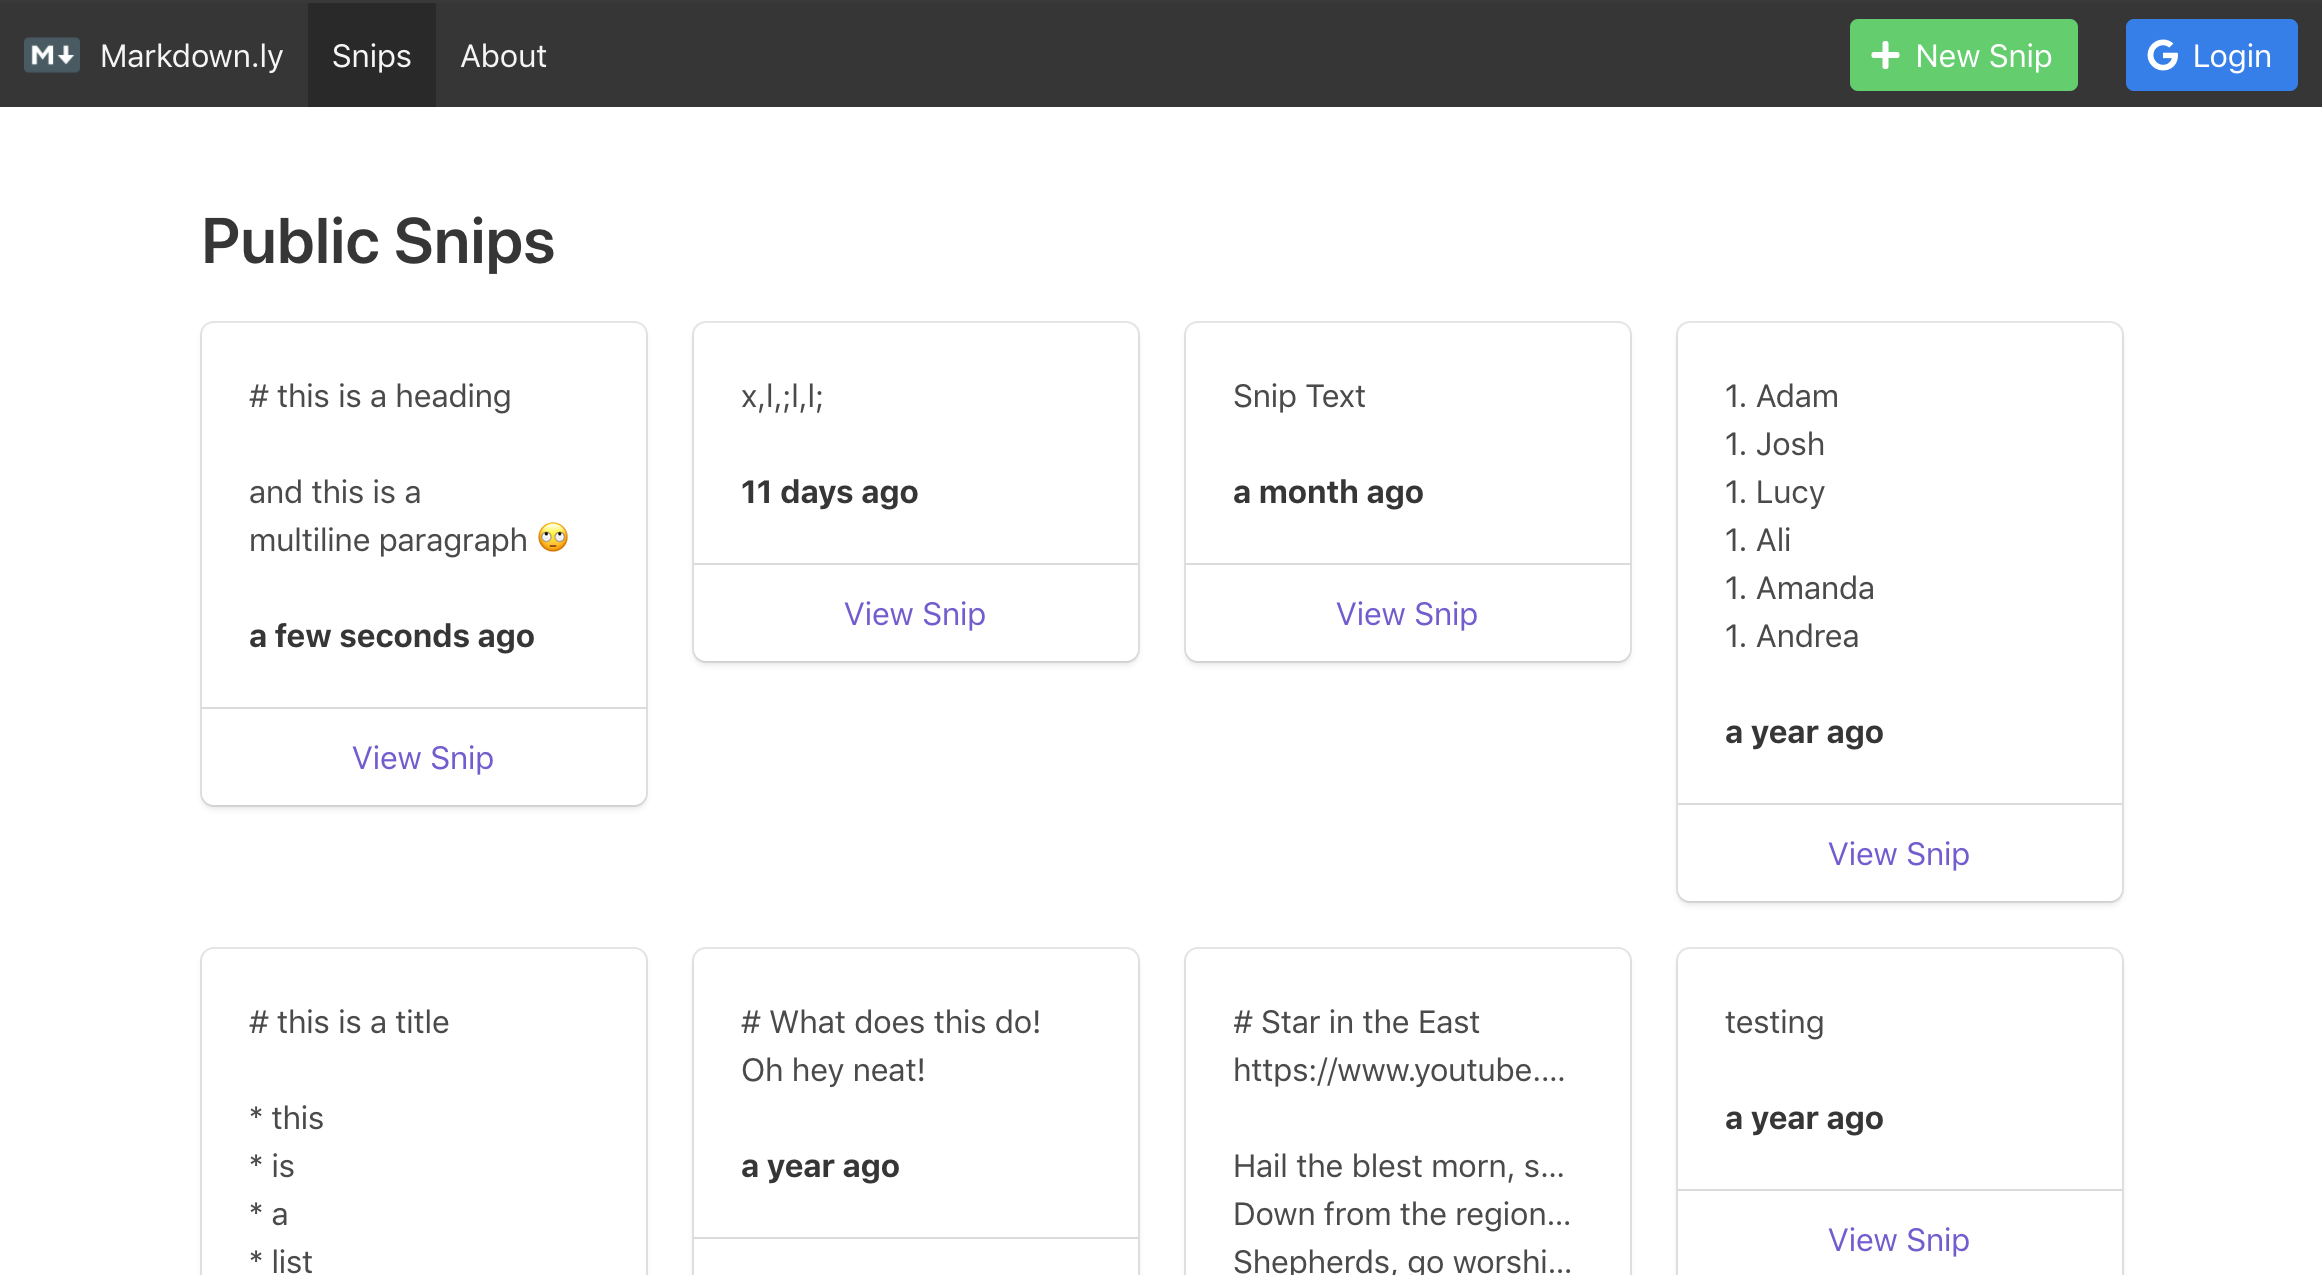 M↓ Markdown.ly Snips About + New Snip G Login
Public Snips
# this is a heading
and this is a
multiline paragraph 🙄
a few seconds ago
View Snip
x,l,;l,l;
11 days ago
View Snip
Snip Text
a month ago
View Snip
1. Adam
1. Josh
1. Lucy
1. Ali
1. Amanda
1. Andrea
a year ago
View Snip
# this is a title
* this
* is
* a
* list
# What does this do!
Oh hey neat!
a year ago
# Star in the East
https://www.youtube....
Hail the blest morn, s...
Down from the region...
Shepherds, go worshi...
testing
a year ago
View Snip